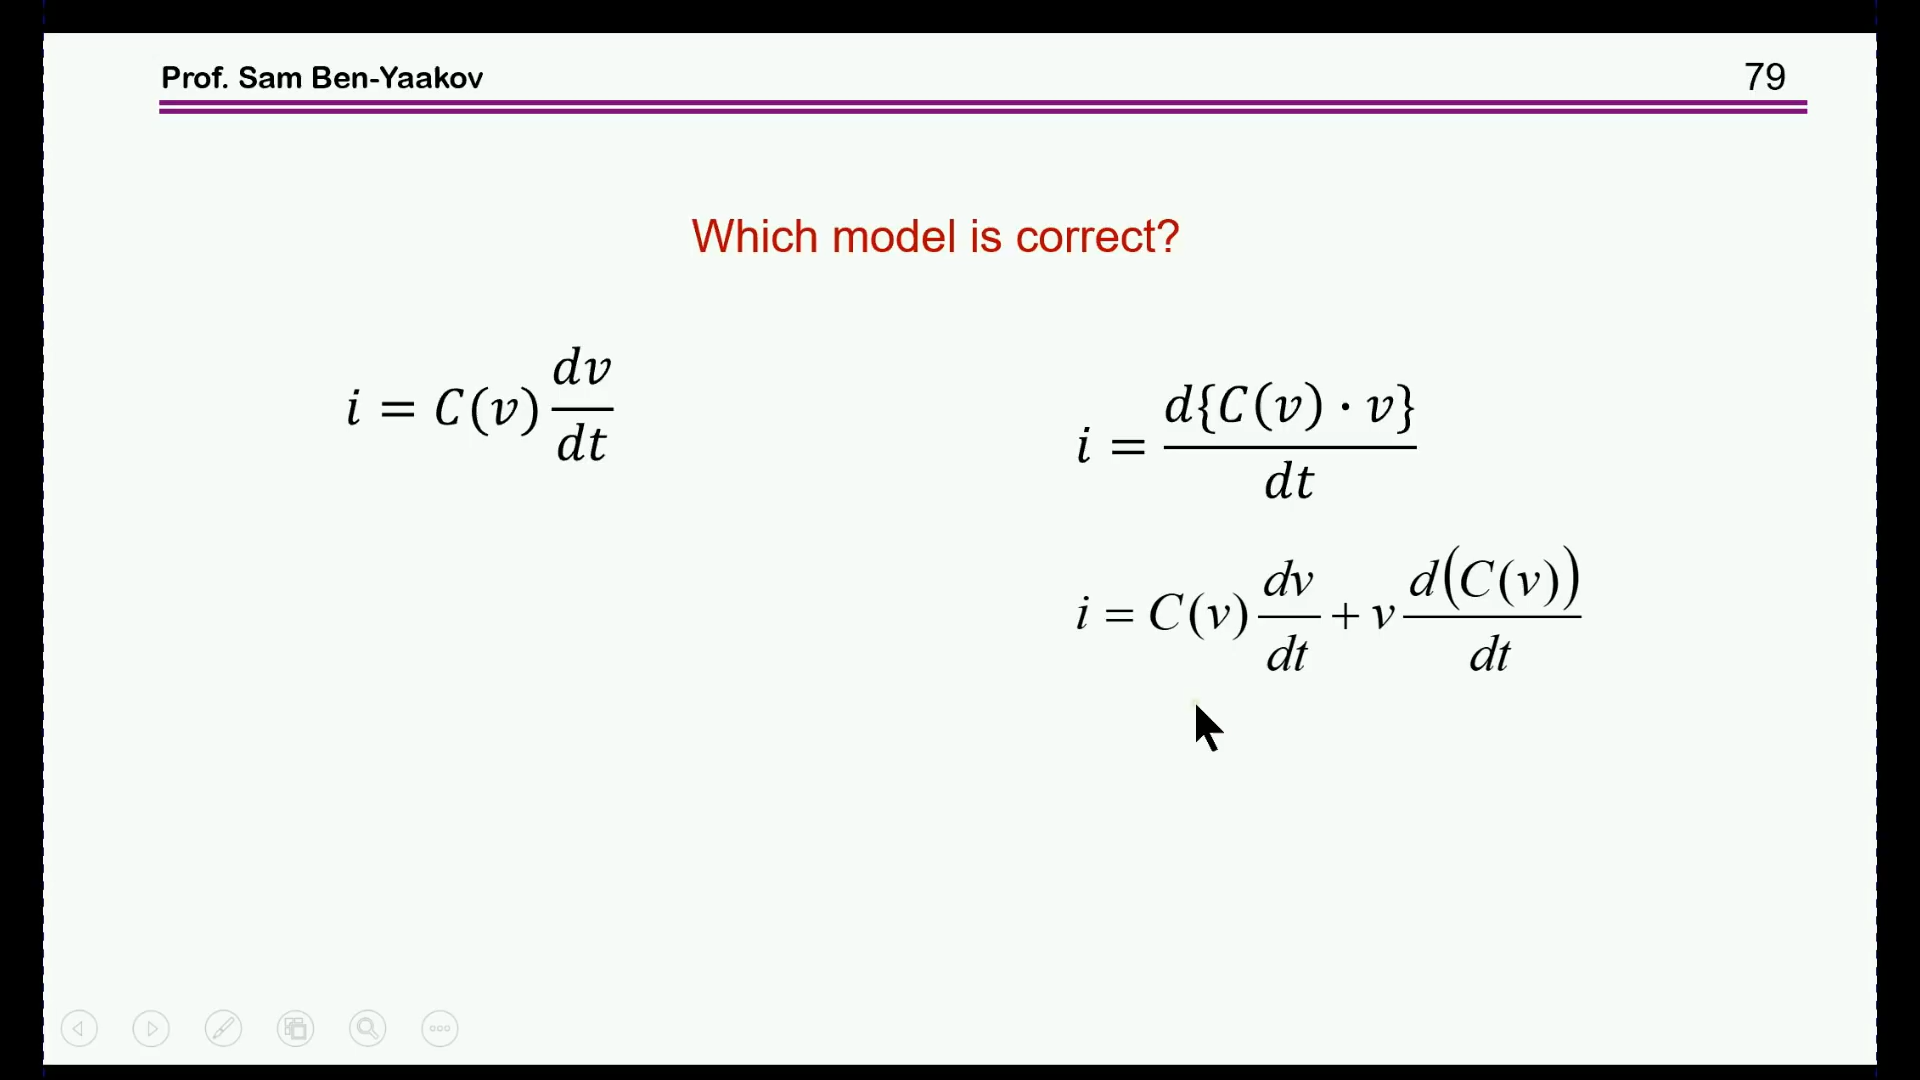 Prof. Sam Ben-Yaakov
79
Which model is correct?
i = C(v) dv/dt
i = d{C(v) · v}/dt
i = C(v) dv/dt + v d(C(v))/dt